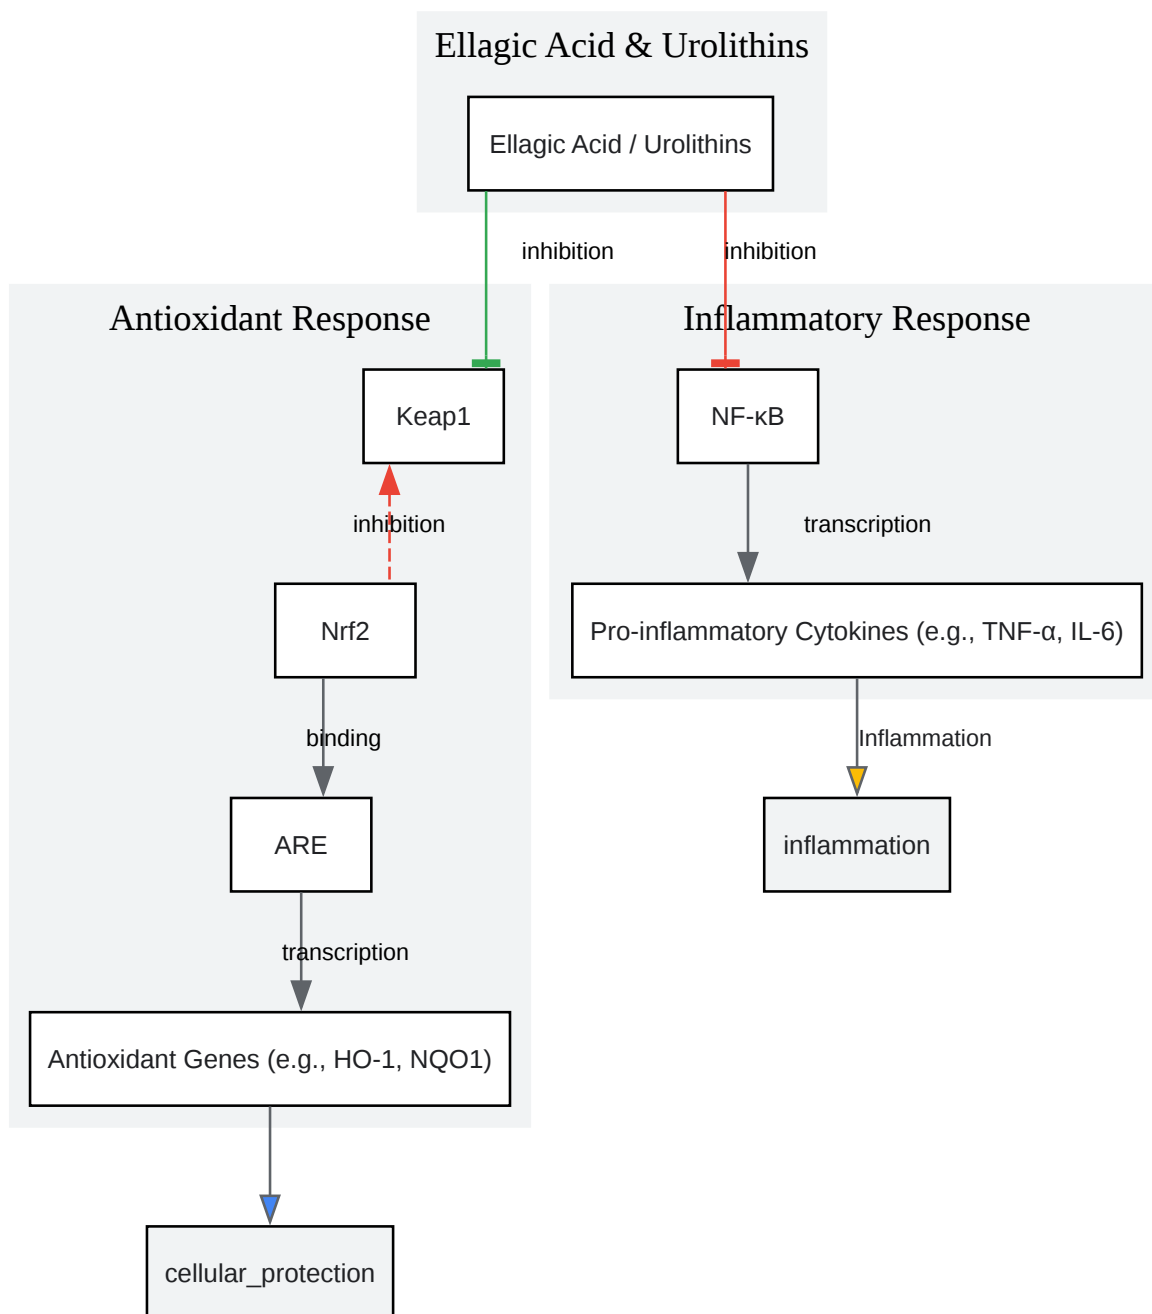 Ellagic Acid & Urolithins
Ellagic Acid / Urolithins
inhibition
inhibition
Antioxidant Response
Inflammatory Response
Keap1
NF-κB
inhibition
transcription
Nrf2
Pro-inflammatory Cytokines (e.g., TNF-α, IL-6)
binding
Inflammation
ARE
inflammation
transcription
Antioxidant Genes (e.g., HO-1, NQO1)
cellular_protection